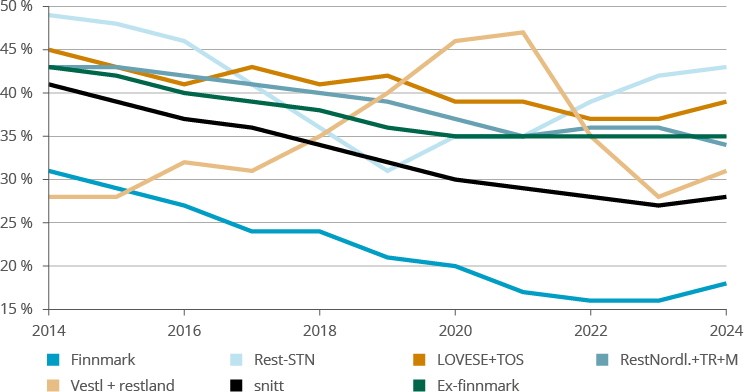 50 %
45 %
40 %
35 %
30 %
25 %
20 %
15 %
2014 2016 2018 2020 2022 2024
Finnmark Rest-STN LOVESE+TOS RestNordl.+TR+M
Vestl + restland snitt Ex-finnmark